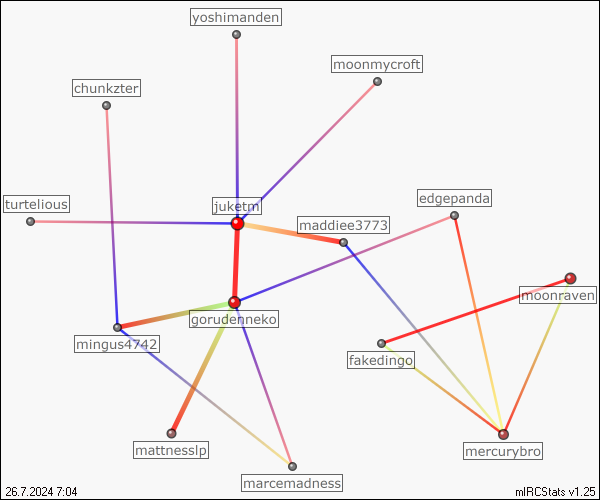 yoshimanden
moonmycroft
chunkzter
turtelious
juketm
edgepanda
maddiee3773
moonraven
gorudenneko
mingus4742
fakedingo
mattnesslp
mercurybro
marcemadness
26.7.2024 7:04
mIRCStats v1.25